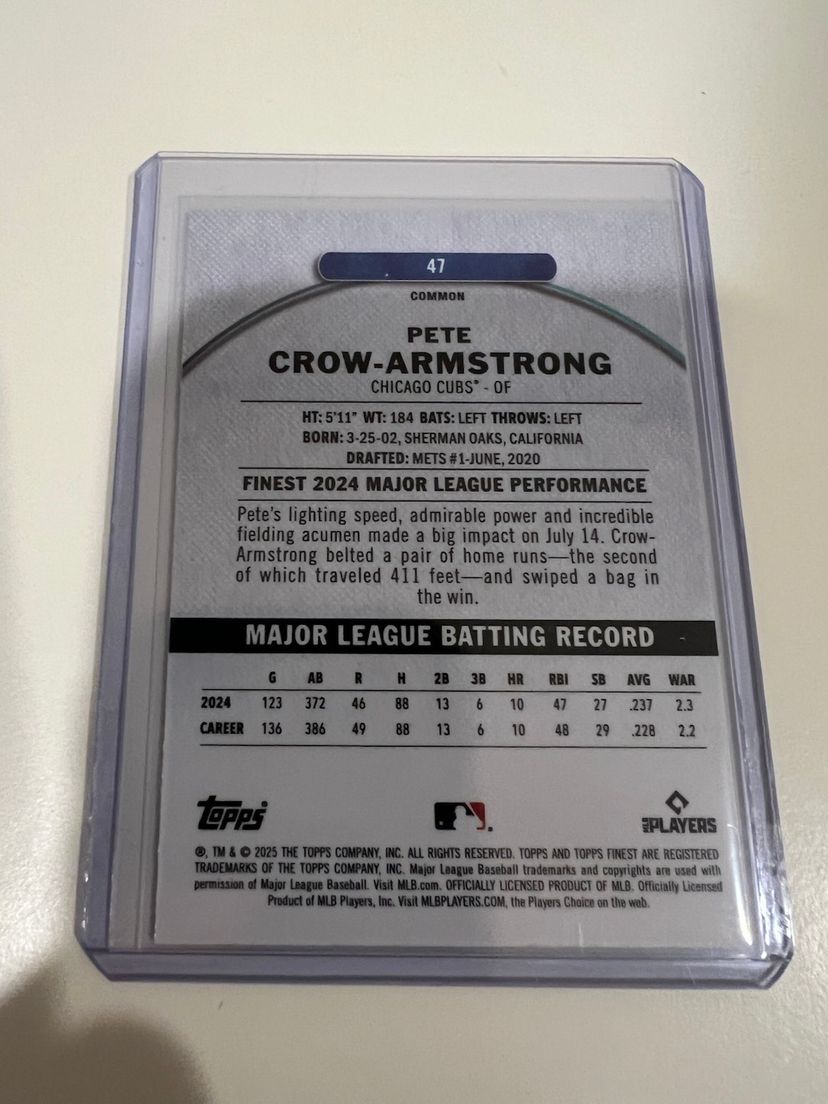 47
COMMON
PETE
CROW-ARMSTRONG
CHICAGO CUBS® - OF
HT: 5'11" WT: 184 BATS: LEFT THROWS: LEFT
BORN: 3-25-02, SHERMAN OAKS, CALIFORNIA
DRAFTED: METS #1-JUNE, 2020
FINEST 2024 MAJOR LEAGUE PERFORMANCE
Pete's lighting speed, admirable power and incredible
fielding acumen made a big impact on July 14. Crow-
Armstrong belted a pair of home runs—the second
of which traveled 411 feet—and swiped a bag in
the win.
MAJOR LEAGUE BATTING RECORD
G AB R H 2B 3B HR RBI SB AVG WAR
2024 123 372 46 88 13 6 10 47 27 .237 2.3
CAREER 136 386 49 88 13 6 10 48 29 .228 2.2
Topps
MLB PLAYERS
®, TM & © 2025 THE TOPPS COMPANY, INC. ALL RIGHTS RESERVED. TOPPS AND TOPPS FINEST ARE REGISTERED
TRADEMARKS OF THE TOPPS COMPANY, INC. Major League Baseball trademarks and copyrights are used with
permission of Major League Baseball. Visit MLB.com. OFFICIALLY LICENSED PRODUCT OF MLB. Officially Licensed
Product of MLB Players, Inc. Visit MLBPLAYERS.COM, the Players Choice on the web.